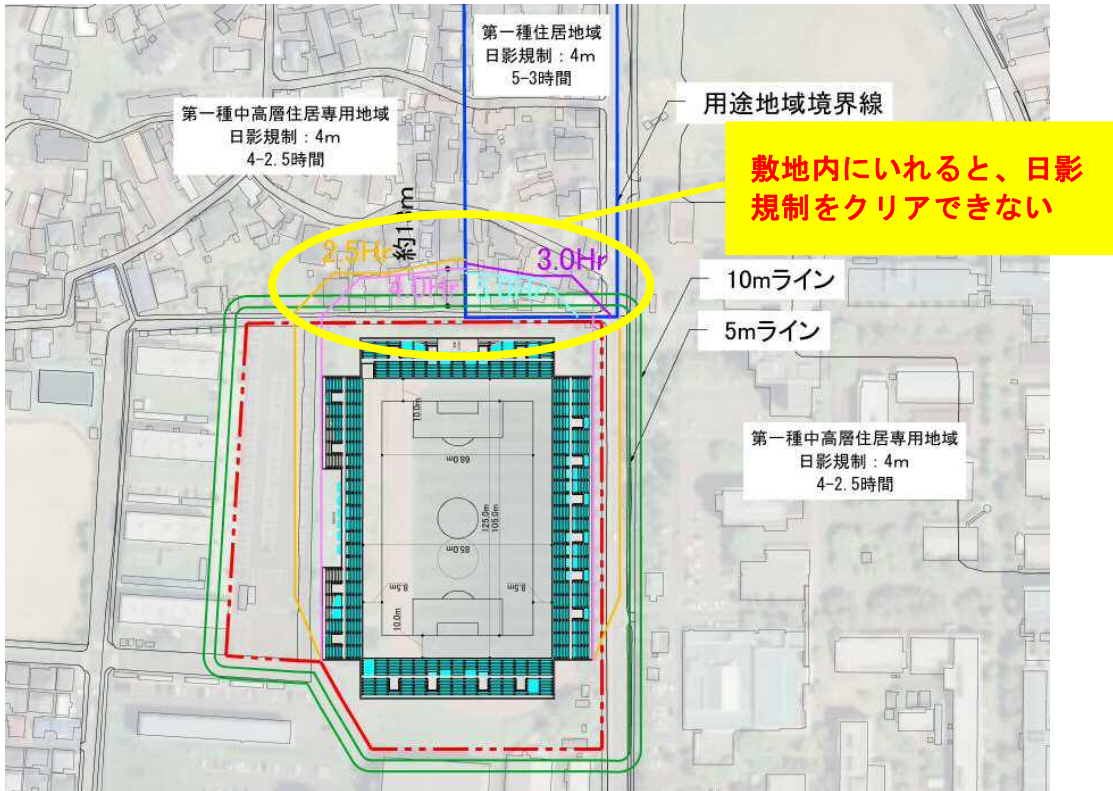 第一種住居地域
日影規制：4m
5-3時間
第一種中高層住居専用地域
日影規制：4m
4-2.5時間
用途地域境界線
敷地内にいれると、日影
規制をクリアできない
2.5Hr
3.0Hr
4.0Hr
10mライン
5mライン
10.0m
68.0m
125.0m
105.0m
85.0m
8.5m
8.5m
10.0m
第一種中高層住居専用地域
日影規制：4m
4-2.5時間